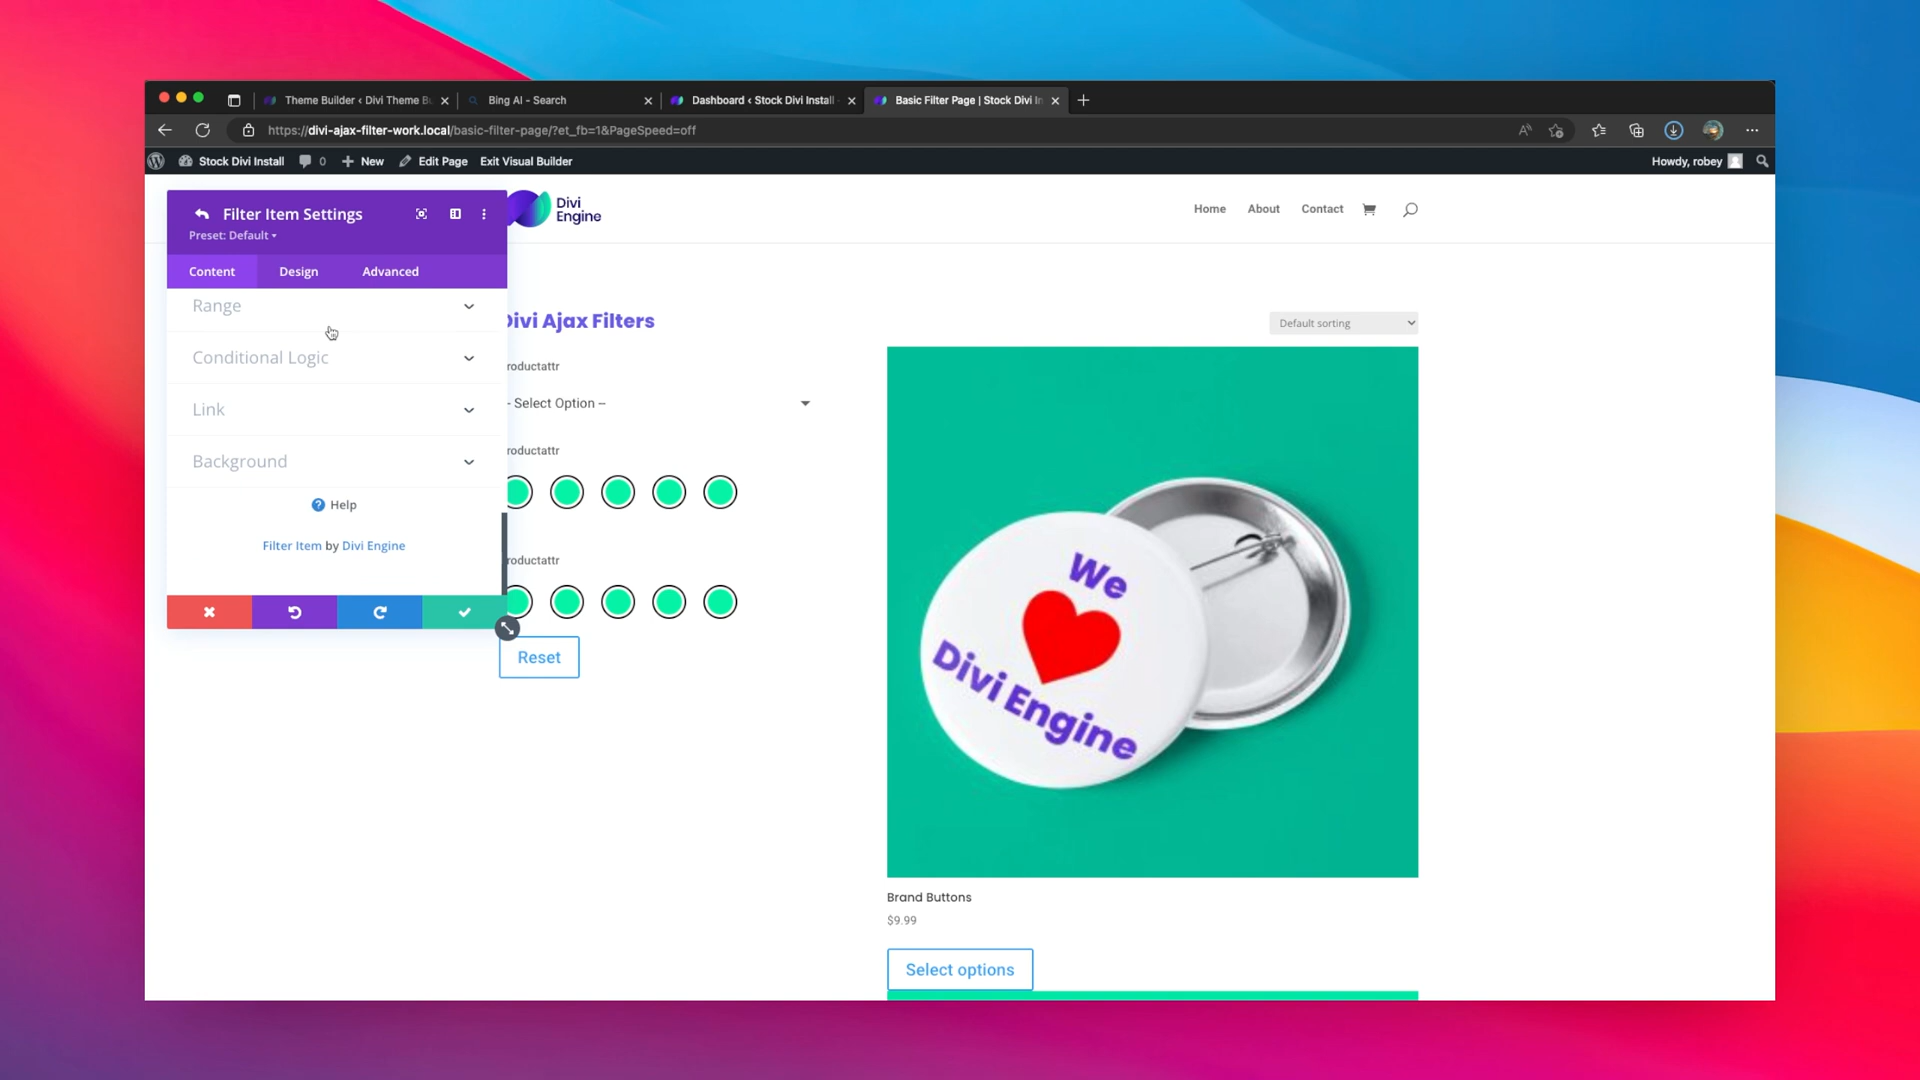 Theme Builder ‹ Divi Theme Bu
Bing AI - Search
Dashboard ‹ Stock Divi Install
Basic Filter Page | Stock Divi In
https://divi-ajax-filter-work.local/basic-filter-page/?et_fb=1&PageSpeed=off
Stock Divi Install
0
New
Edit Page
Exit Visual Builder
Howdy, robey
Filter Item Settings
Preset: Default
Content
Design
Advanced
Range
Conditional Logic
Link
Background
Help
Filter Item by Divi Engine
Divi
Engine
Home
About
Contact
Divi Ajax Filters
Default sorting
roductattr
- Select Option –
roductattr
roductattr
Reset
We
Divi Engine
Brand Buttons
$9.99
Select options